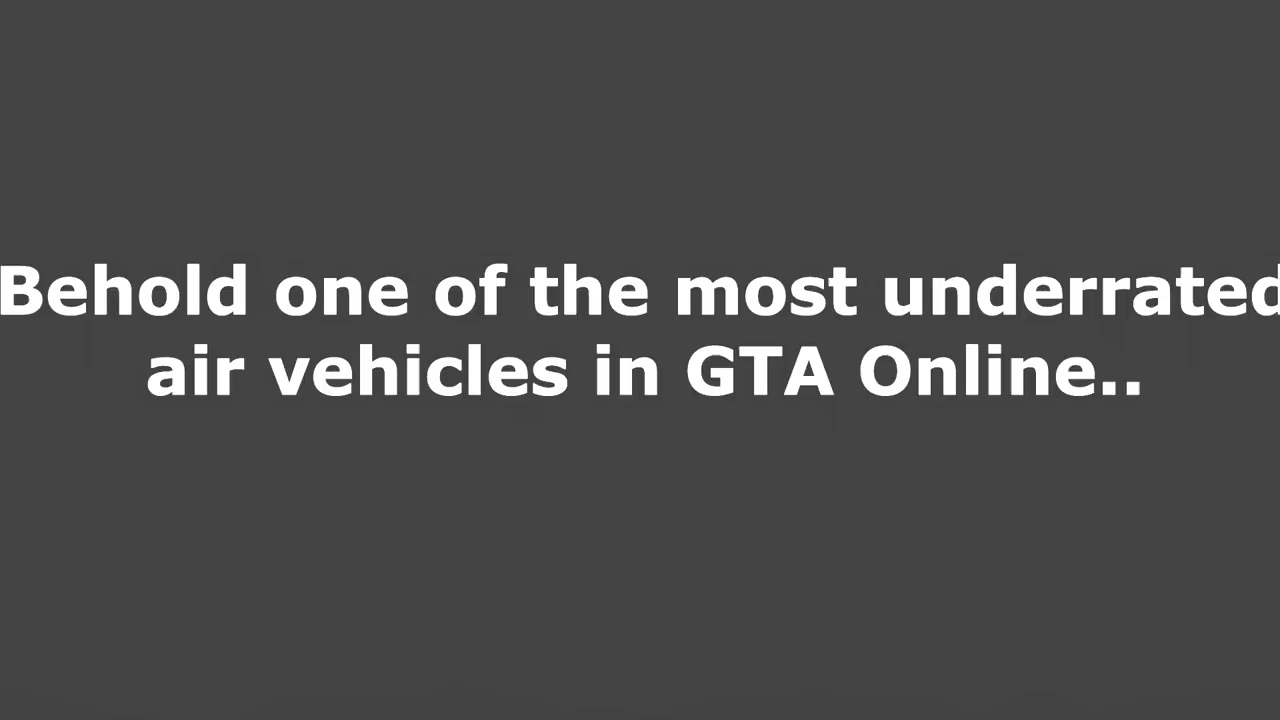 Behold one of the most underrated
air vehicles in GTA Online..